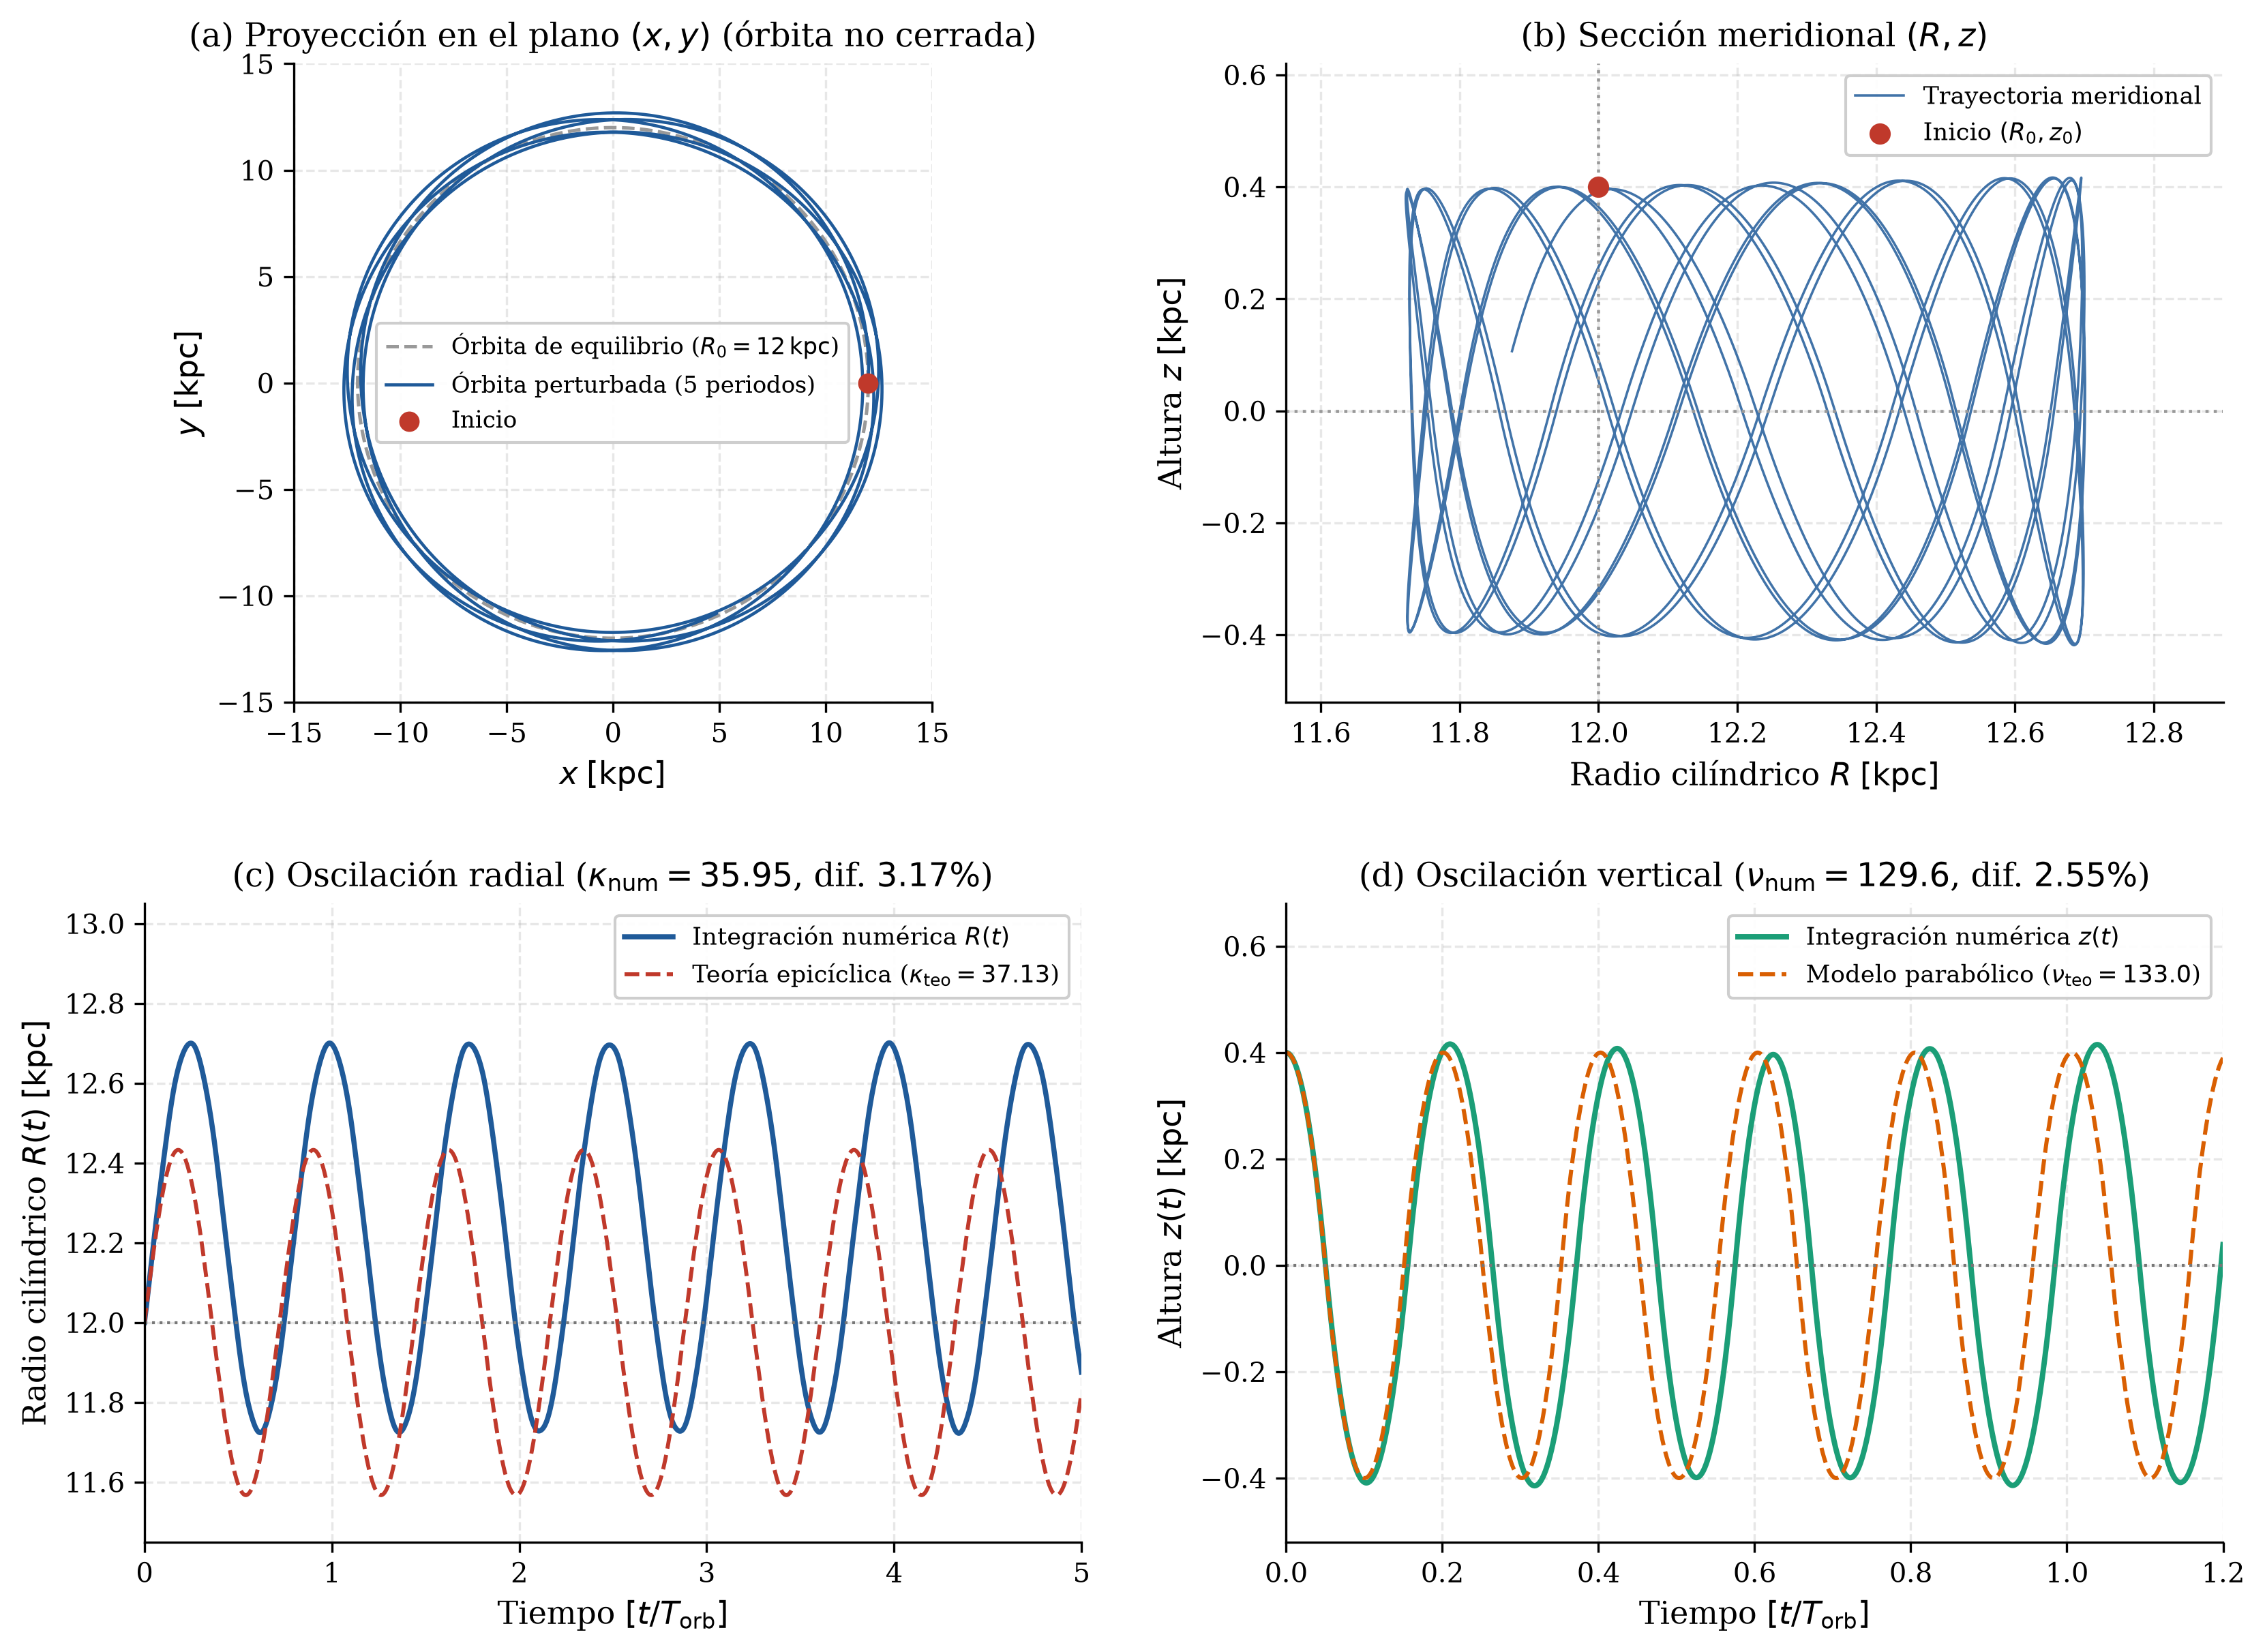 (a) Proyección en el plano (x, y) (órbita no cerrada)
15
10
5
0
−5
−10
−15
y [kpc]
Órbita de equilibrio (R₀ = 12 kpc)
Órbita perturbada (5 periodos)
Inicio
−15 −10 −5 0 5 10 15
x [kpc]
(b) Sección meridional (R, z)
0.6
0.4
0.2
0.0
−0.2
−0.4
Altura z [kpc]
Trayectoria meridional
Inicio (R₀, z₀)
11.6 11.8 12.0 12.2 12.4 12.6 12.8
Radio cilíndrico R [kpc]
(c) Oscilación radial (κnum = 35.95, dif. 3.17%)
13.0
12.8
12.6
12.4
12.2
12.0
11.8
11.6
Radio cilíndrico R(t) [kpc]
Integración numérica R(t)
Teoría epicíclica (κteo = 37.13)
0 1 2 3 4 5
Tiempo [t/Torb]
(d) Oscilación vertical (νnum = 129.6, dif. 2.55%)
0.6
0.4
0.2
0.0
−0.2
−0.4
Altura z(t) [kpc]
Integración numérica z(t)
Modelo parabólico (νteo = 133.0)
0.0 0.2 0.4 0.6 0.8 1.0 1.2
Tiempo [t/Torb]